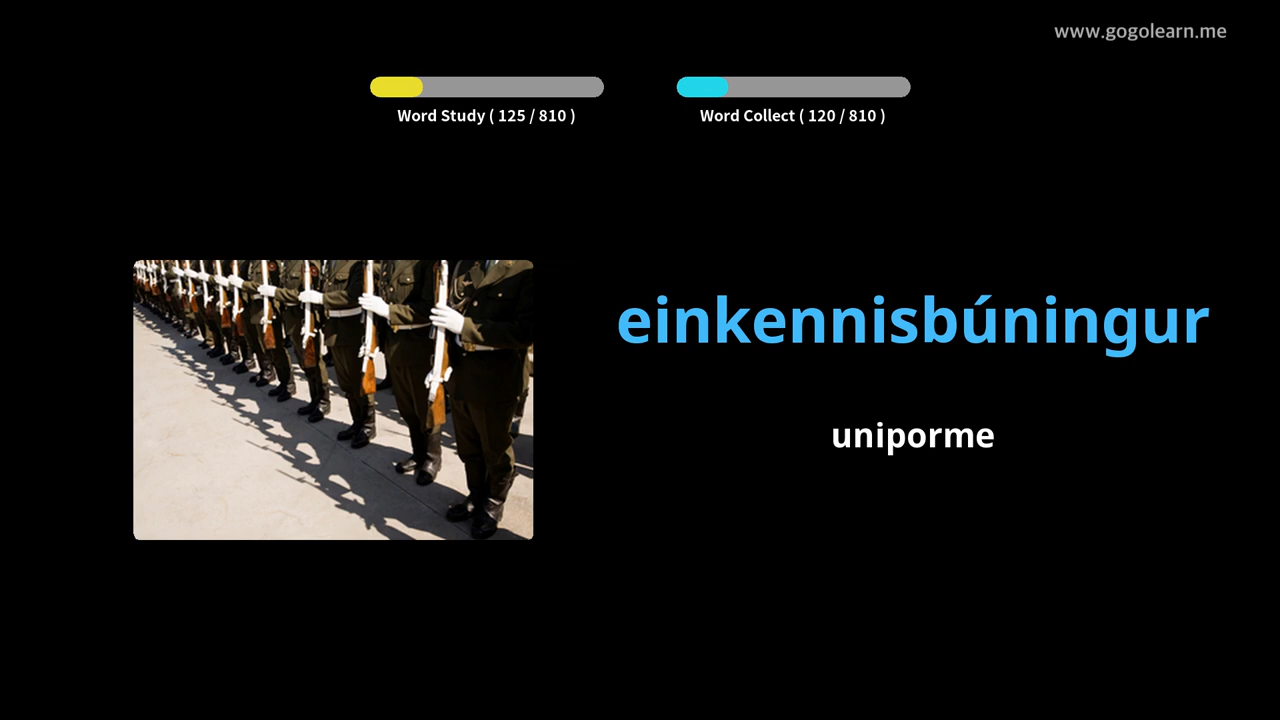 www.gogolearn.me
Word Study ( 125 / 810 )
Word Collect ( 120 / 810 )
einkennisbúningur
uniporme